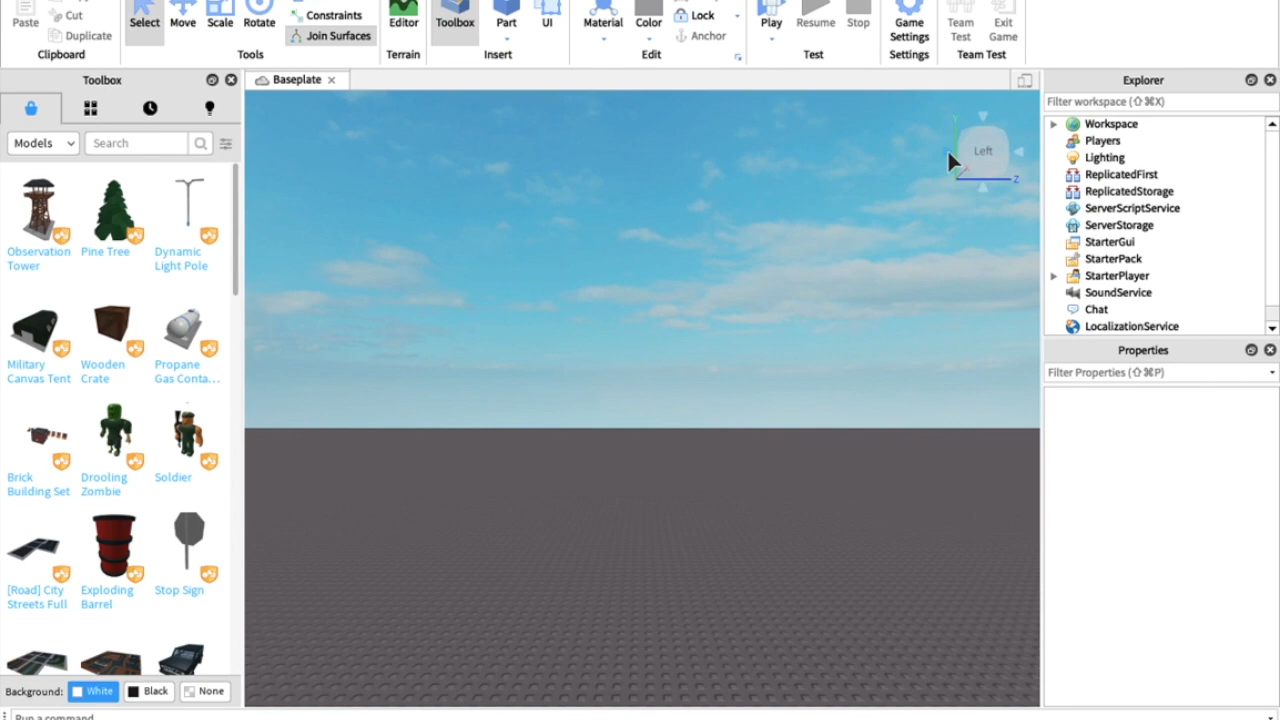 Paste
Cut
Duplicate
Clipboard
Select
Move
Scale
Rotate
Constraints
Join Surfaces
Tools
Editor
Terrain
Toolbox
Part
UI
Insert
Material
Color
Lock
Anchor
Edit
Play
Resume
Stop
Test
Game
Settings
Settings
Team
Test
Exit
Game
Team Test
Toolbox
Models
Search
Observation
Tower
Pine Tree
Dynamic
Light Pole
Military
Canvas Tent
Wooden
Crate
Propane
Gas Conta...
Brick
Building Set
Drooling
Zombie
Soldier
[Road] City
Streets Full
Exploding
Barrel
Stop Sign
Background:
White
Black
None
Run a command
Baseplate
Left
Y
Z
Explorer
Filter workspace (⇧⌘X)
Workspace
Players
Lighting
ReplicatedFirst
ReplicatedStorage
ServerScriptService
ServerStorage
StarterGui
StarterPack
StarterPlayer
SoundService
Chat
LocalizationService
Properties
Filter Properties (⇧⌘P)